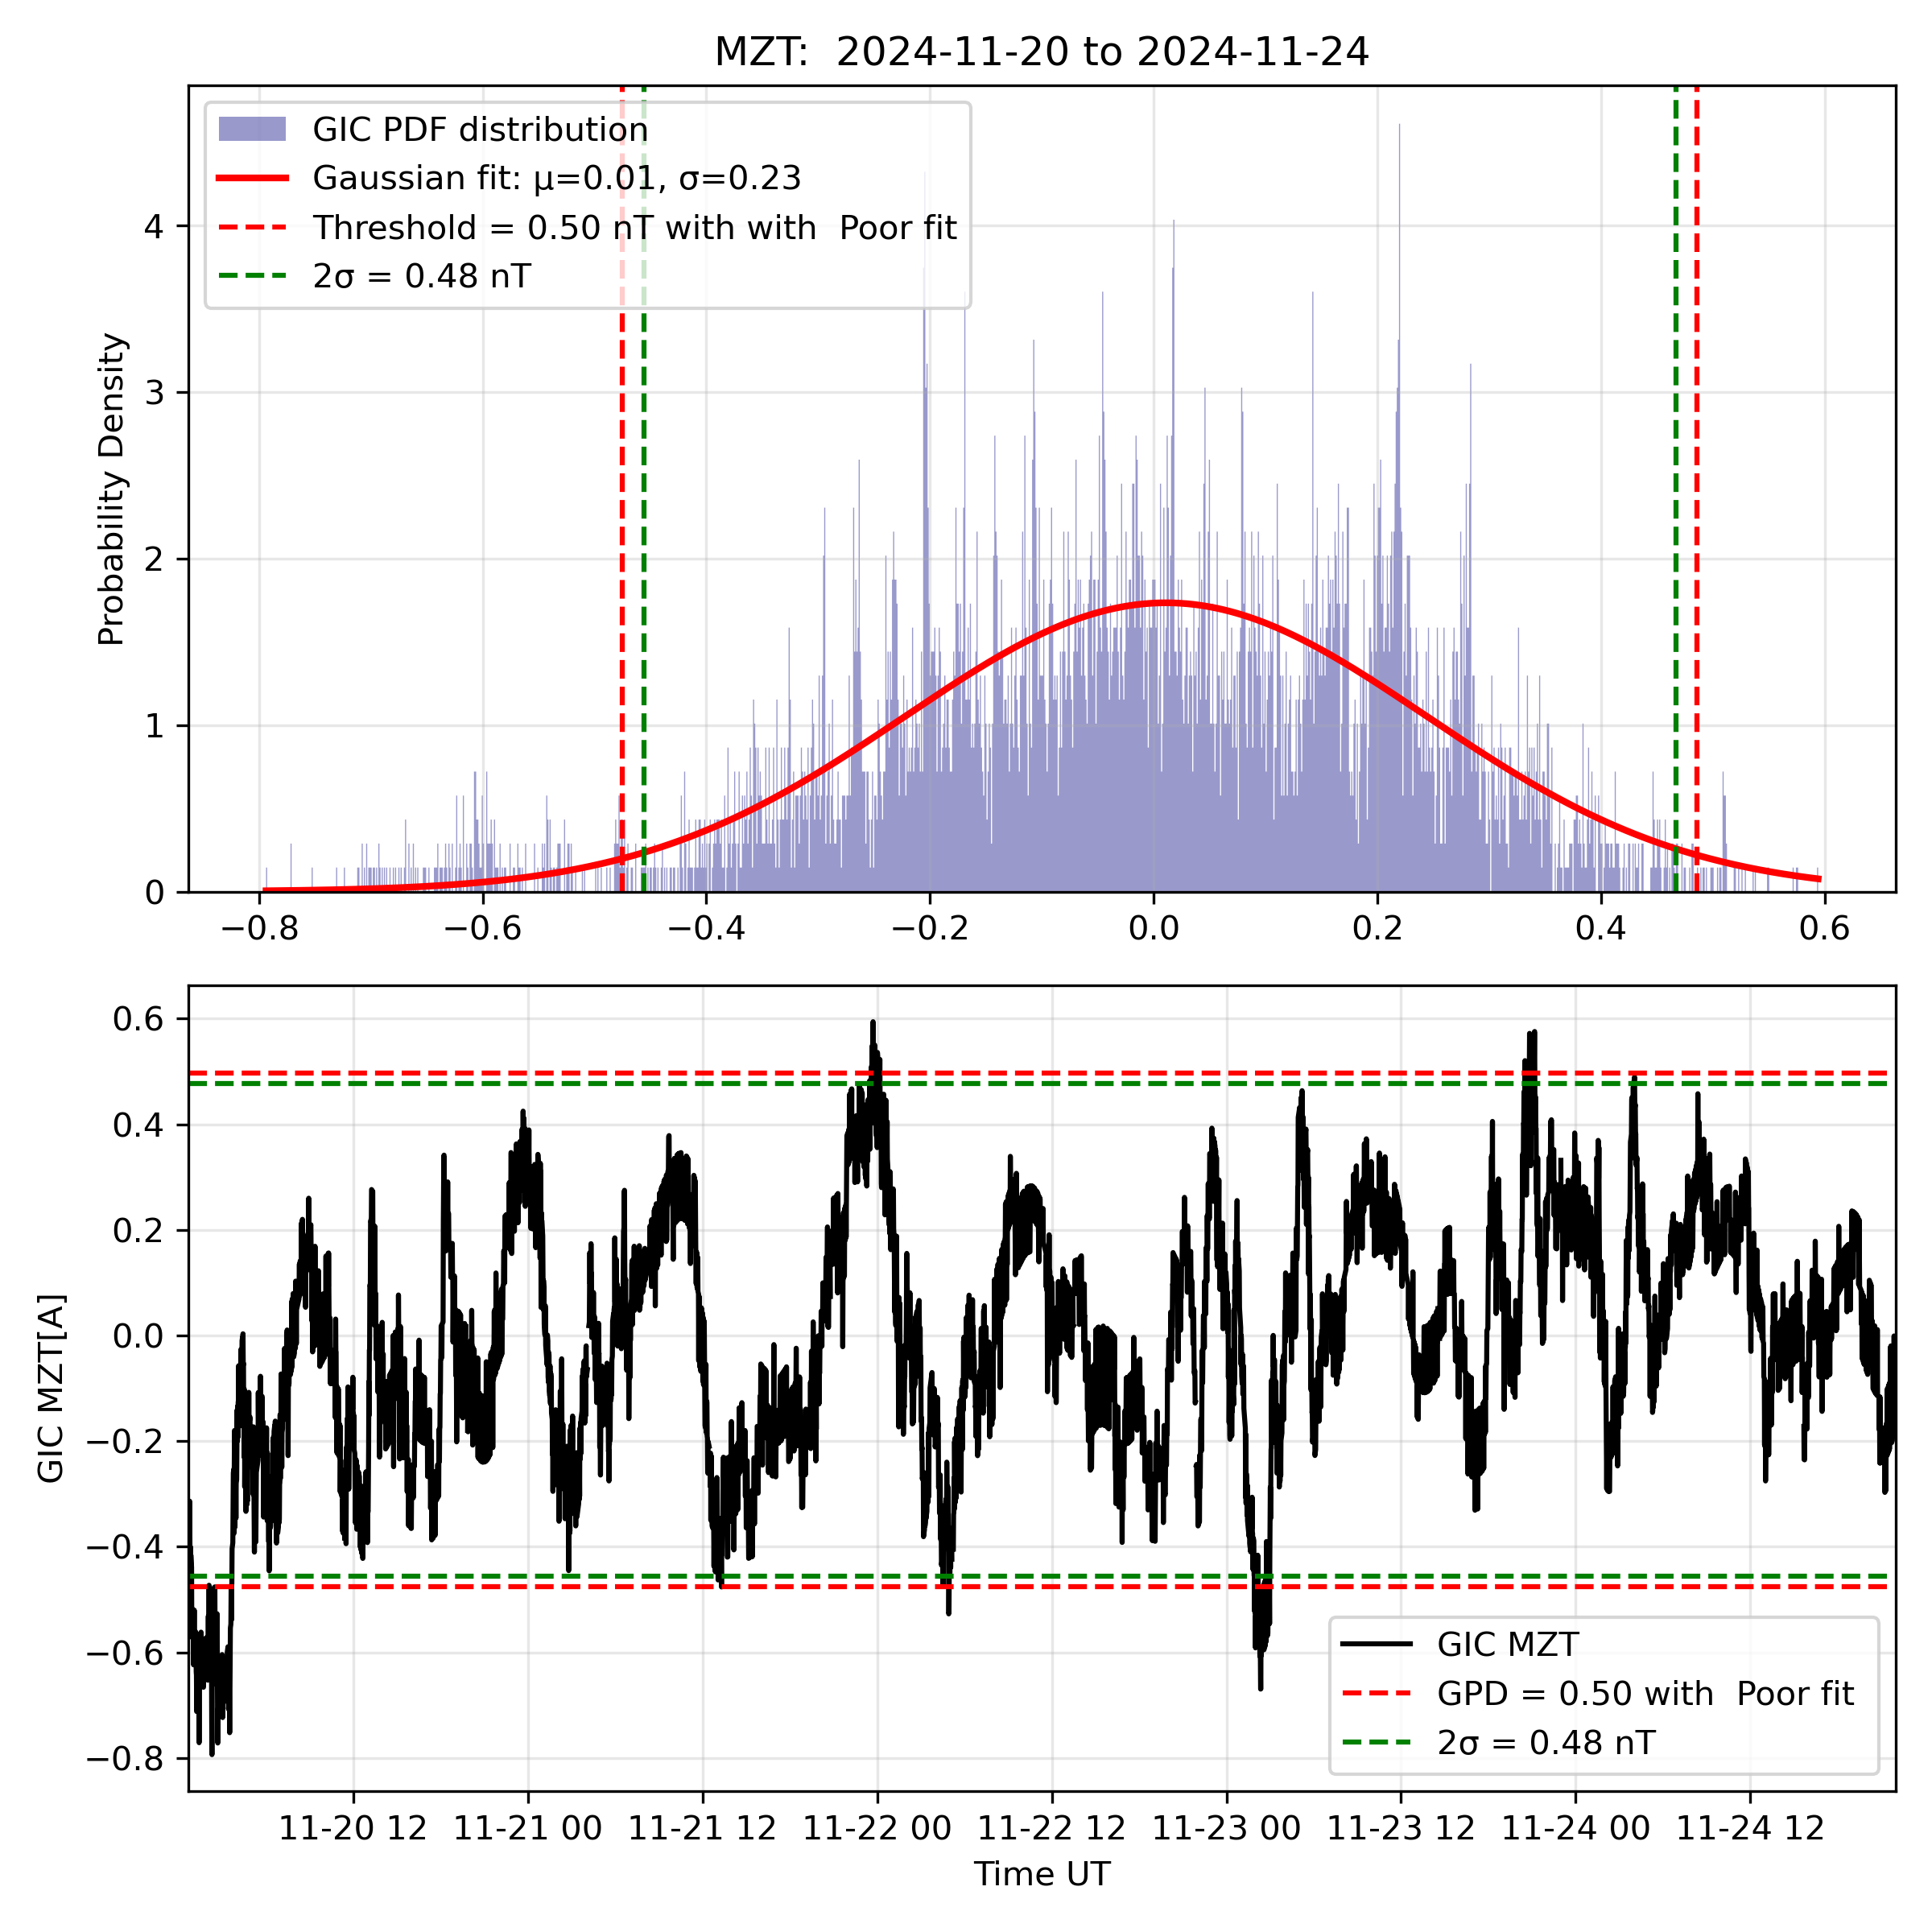 MZT:  2024-11-20 to 2024-11-24
GIC PDF distribution
Gaussian fit: μ=0.01, σ=0.23
Threshold = 0.50 nT with with  Poor fit
2σ = 0.48 nT
Probability Density
4
3
2
1
0
−0.8
−0.6
−0.4
−0.2
0.0
0.2
0.4
0.6
GIC MZT[A]
0.6
0.4
0.2
0.0
−0.2
−0.4
−0.6
−0.8
GIC MZT
GPD = 0.50 with  Poor fit
2σ = 0.48 nT
11-20 12
11-21 00
11-21 12
11-22 00
11-22 12
11-23 00
11-23 12
11-24 00
11-24 12
Time UT